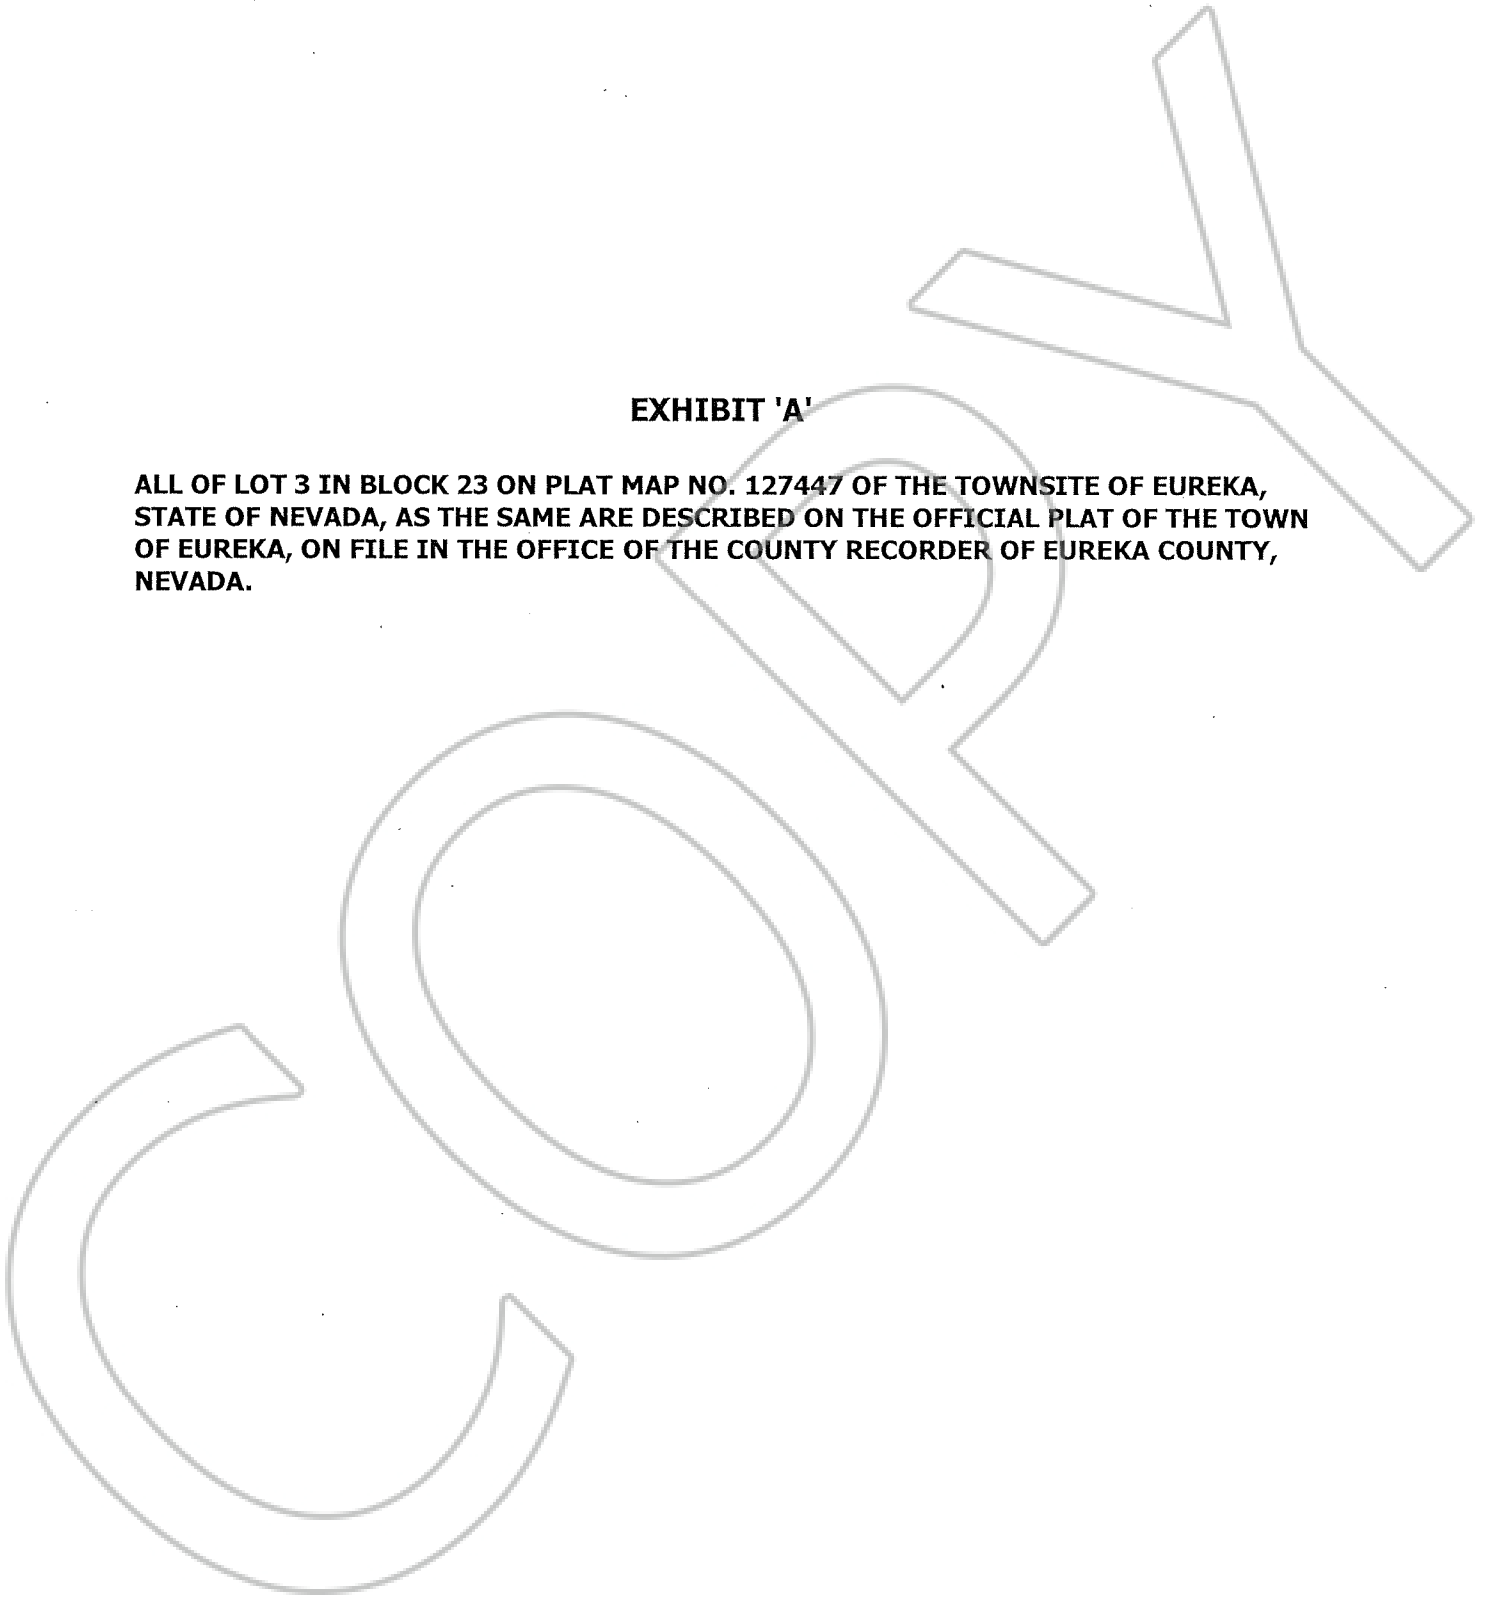 EXHIBIT 'A'
ALL OF LOT 3 IN BLOCK 23 ON PLAT MAP NO. 127447 OF THE TOWNSITE OF EUREKA,
STATE OF NEVADA, AS THE SAME ARE DESCRIBED ON THE OFFICIAL PLAT OF THE TOWN
OF EUREKA, ON FILE IN THE OFFICE OF THE COUNTY RECORDER OF EUREKA COUNTY,
NEVADA.
COPY